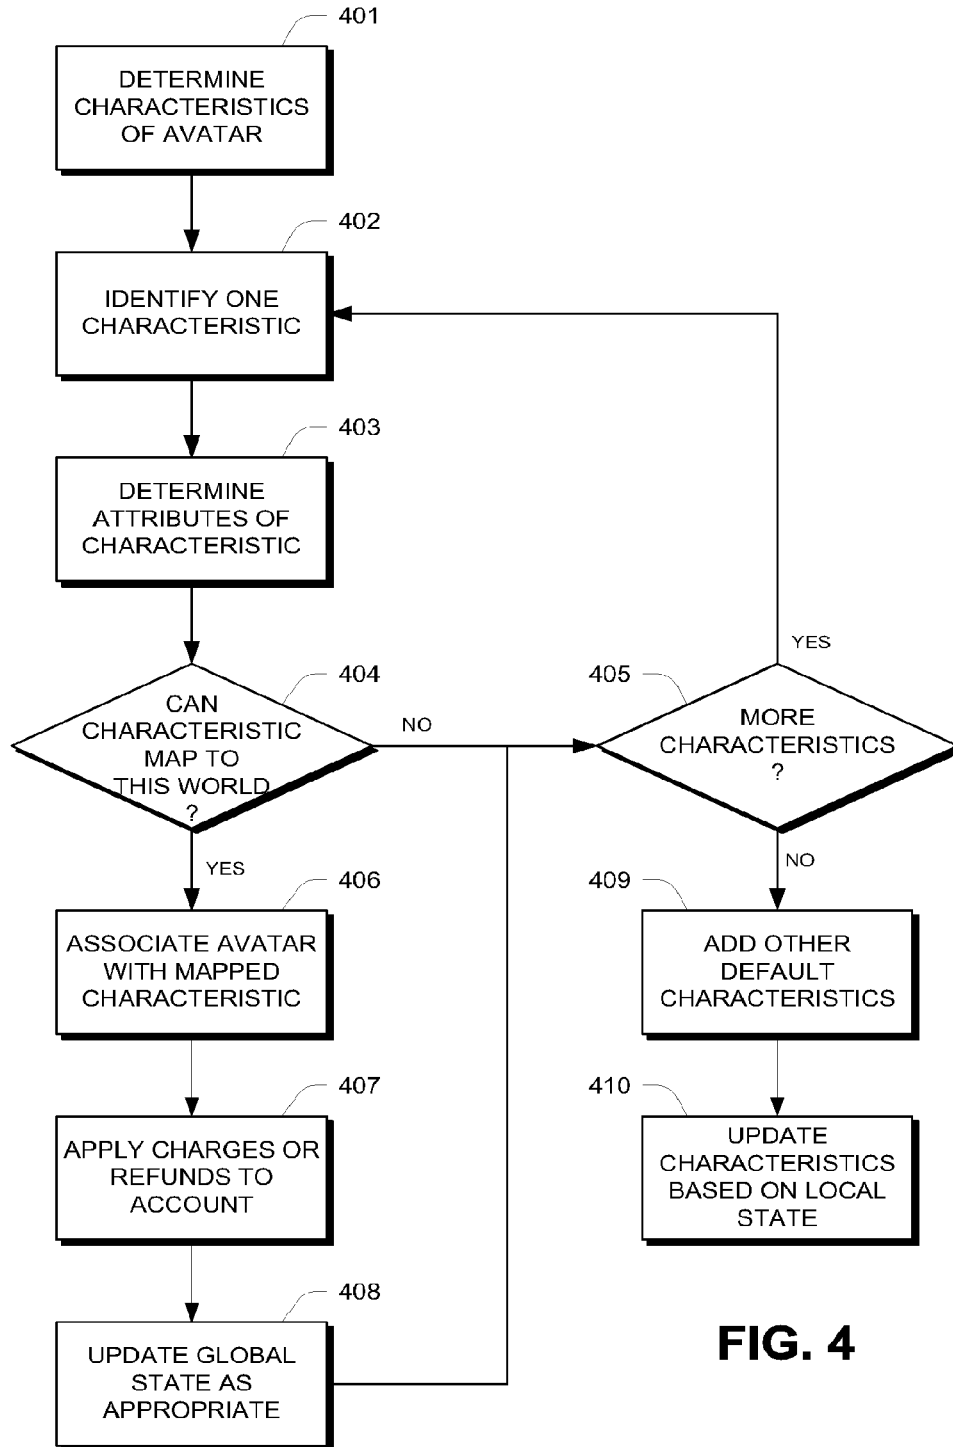 401
DETERMINE
CHARACTERISTICS
OF AVATAR
402
IDENTIFY ONE
CHARACTERISTIC
403
DETERMINE
ATTRIBUTES OF
CHARACTERISTIC
404
CAN
CHARACTERISTIC
MAP TO
THIS WORLD
?
NO
YES
405
MORE
CHARACTERISTICS
?
YES
NO
406
ASSOCIATE AVATAR
WITH MAPPED
CHARACTERISTIC
407
APPLY CHARGES OR
REFUNDS TO
ACCOUNT
408
UPDATE GLOBAL
STATE AS
APPROPRIATE
409
ADD OTHER
DEFAULT
CHARACTERISTICS
410
UPDATE
CHARACTERISTICS
BASED ON LOCAL
STATE
FIG. 4